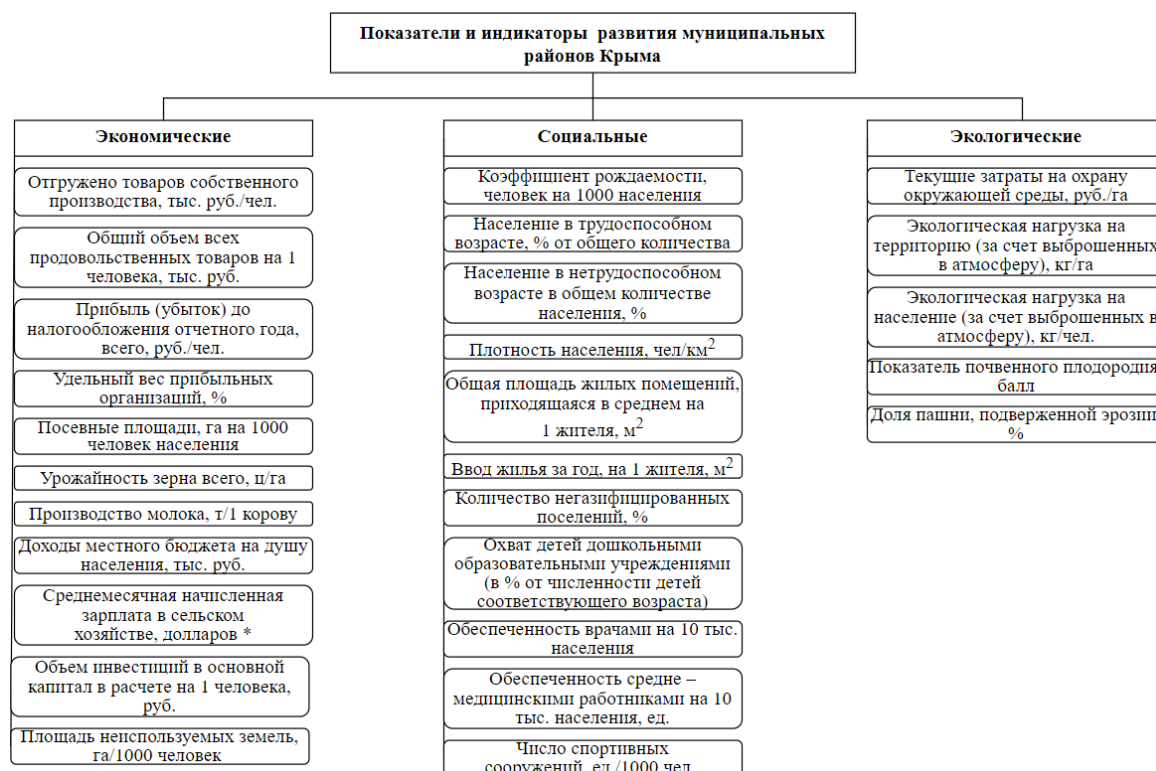 Показатели и индикаторы развития муниципальных
районов Крыма
Экономические
Отгружено товаров собственного
производства, тыс. руб./чел.
Общий объем всех
продовольственных товаров на 1
человека, тыс. руб.
Прибыль (убыток) до
налогообложения отчетного года,
всего, руб./чел.
Удельный вес прибыльных
организаций, %
Посевные площади, га на 1000
человек населения
Урожайность зерна всего, ц/га
Производство молока, т/1 корову
Доходы местного бюджета на душу
населения, тыс. руб.
Среднемесячная начисленная
зарплата в сельском
хозяйстве, долларов *
Объем инвестиций в основной
капитал в расчете на 1 человека,
руб.
Площадь неиспользуемых земель,
га/1000 человек
Социальные
Коэффициент рождаемости,
человек на 1000 населения
Население в трудоспособном
возрасте, % от общего количества
Население в нетрудоспособном
возрасте в общем количестве
населения, %
Плотность населения, чел/км²
Общая площадь жилых помещений,
приходящаяся в среднем на
1 жителя, м²
Ввод жилья за год, на 1 жителя, м²
Количество негазифицированных
поселений, %
Охват детей дошкольными
образовательными учреждениями
(в % от численности детей
соответствующего возраста)
Обеспеченность врачами на 10 тыс.
населения
Обеспеченность средне –
медицинскими работниками на 10
тыс. населения, ед.
Число спортивных
сооружений, ед./1000 чел.
Экологические
Текущие затраты на охрану
окружающей среды, руб./га
Экологическая нагрузка на
территорию (за счет выброшенных
в атмосферу), кг/га
Экологическая нагрузка на
население (за счет выброшенных в
атмосферу), кг/чел.
Показатель почвенного плодородия,
балл
Доля пашни, подверженной эрозии,
%